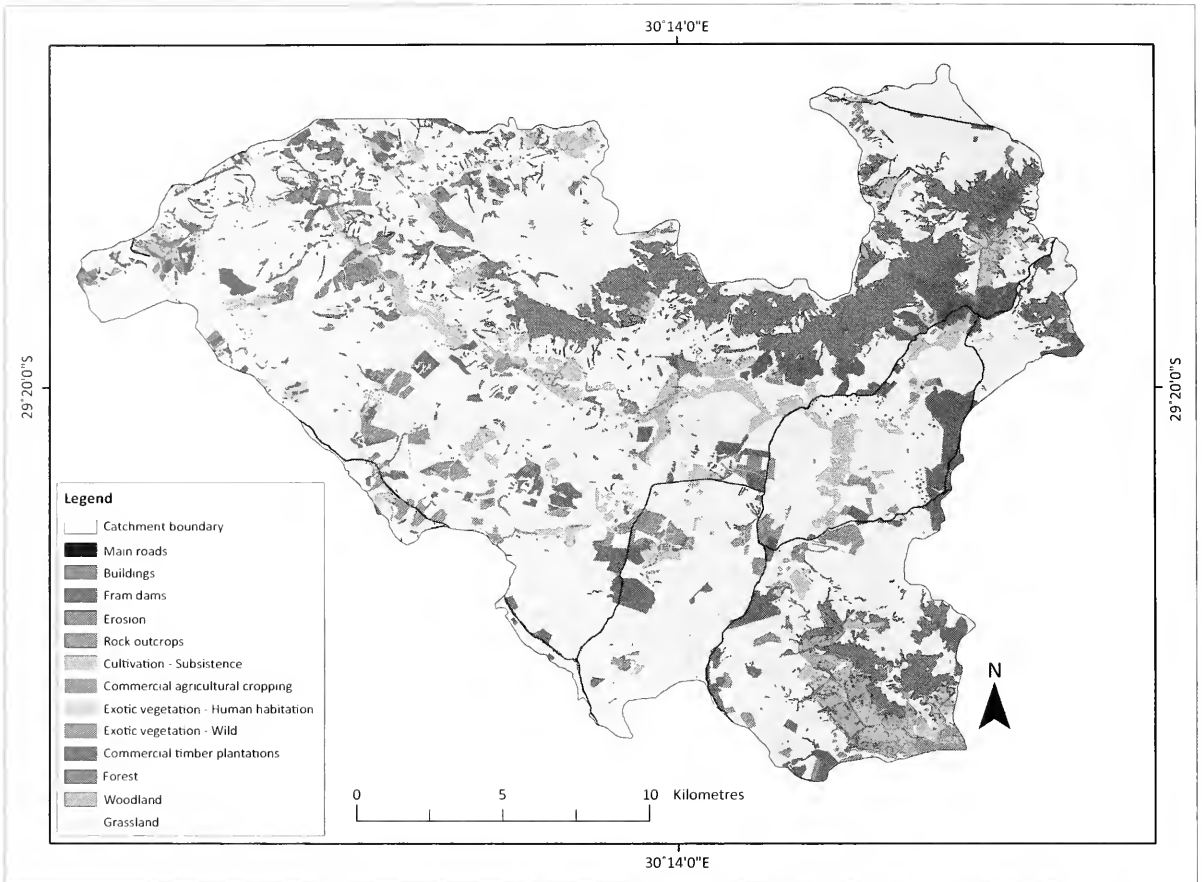 30°14'0"E
29°20'0"S
29°20'0"S
Legend
Catchment boundary
Main roads
Buildings
Fram dams
Erosion
Rock outcrops
Cultivation - Subsistence
Commercial agricultural cropping
Exotic vegetation - Human habitation
Exotic vegetation - Wild
Commercial timber plantations
Forest
Woodland
Grassland
N
0 5 10 Kilometres
30°14'0"E